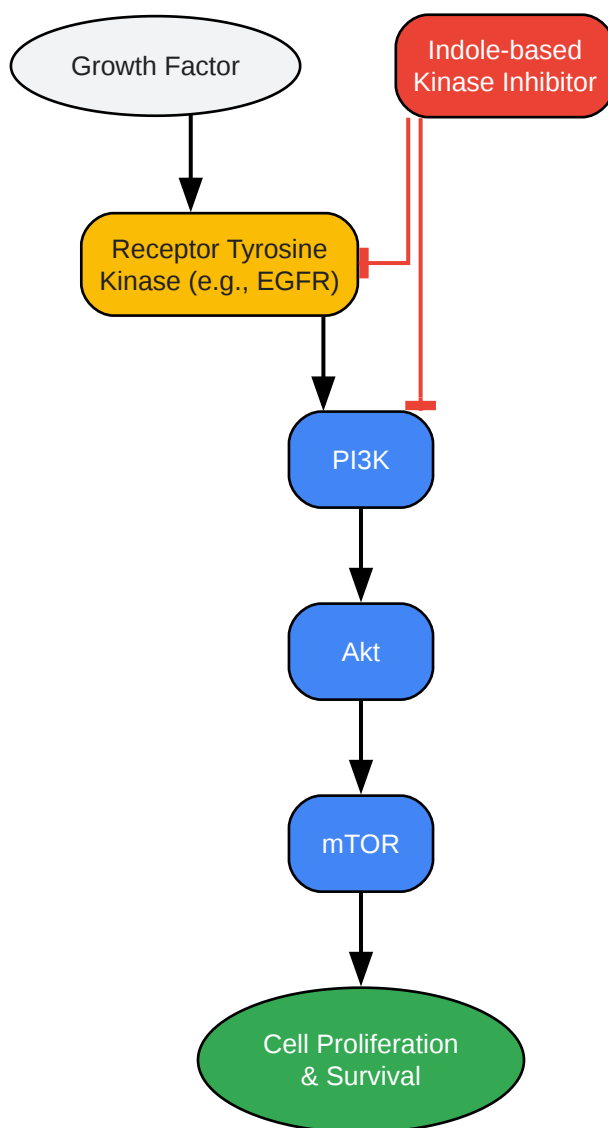 Growth Factor
Indole-based
Kinase Inhibitor
Receptor Tyrosine
Kinase (e.g., EGFR)
PI3K
Akt
mTOR
Cell Proliferation
& Survival